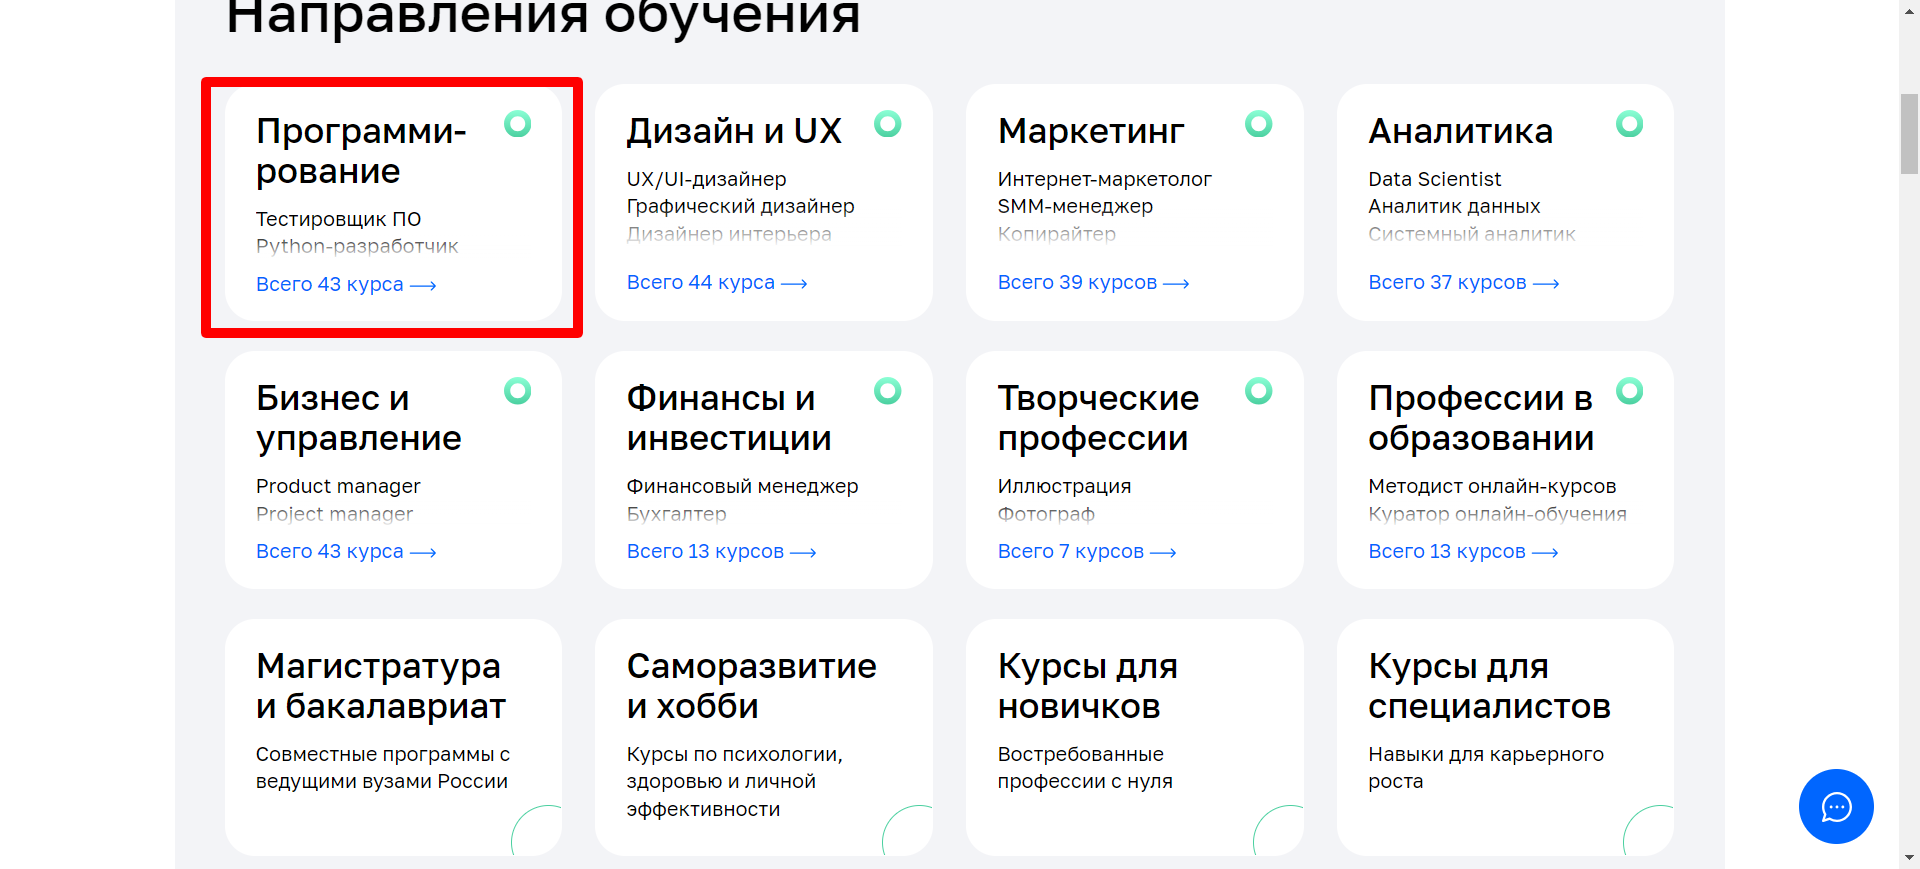 Направления обучения
Программи-
рование
Тестировщик ПО
Python-разработчик
Всего 43 курса →
Дизайн и UX
UX/UI-дизайнер
Графический дизайнер
Дизайнер интерьера
Всего 44 курса →
Маркетинг
Интернет-маркетолог
SMM-менеджер
Копирайтер
Всего 39 курсов →
Аналитика
Data Scientist
Аналитик данных
Системный аналитик
Всего 37 курсов →
Бизнес и
управление
Product manager
Project manager
Всего 43 курса →
Финансы и
инвестиции
Финансовый менеджер
Бухгалтер
Всего 13 курсов →
Творческие
профессии
Иллюстрация
Фотограф
Всего 7 курсов →
Профессии в
образовании
Методист онлайн-курсов
Куратор онлайн-обучения
Всего 13 курсов →
Магистратура
и бакалавриат
Совместные программы с
ведущими вузами России
Саморазвитие
и хобби
Курсы по психологии,
здоровью и личной
эффективности
Курсы для
новичков
Востребованные
профессии с нуля
Курсы для
специалистов
Навыки для карьерного
роста